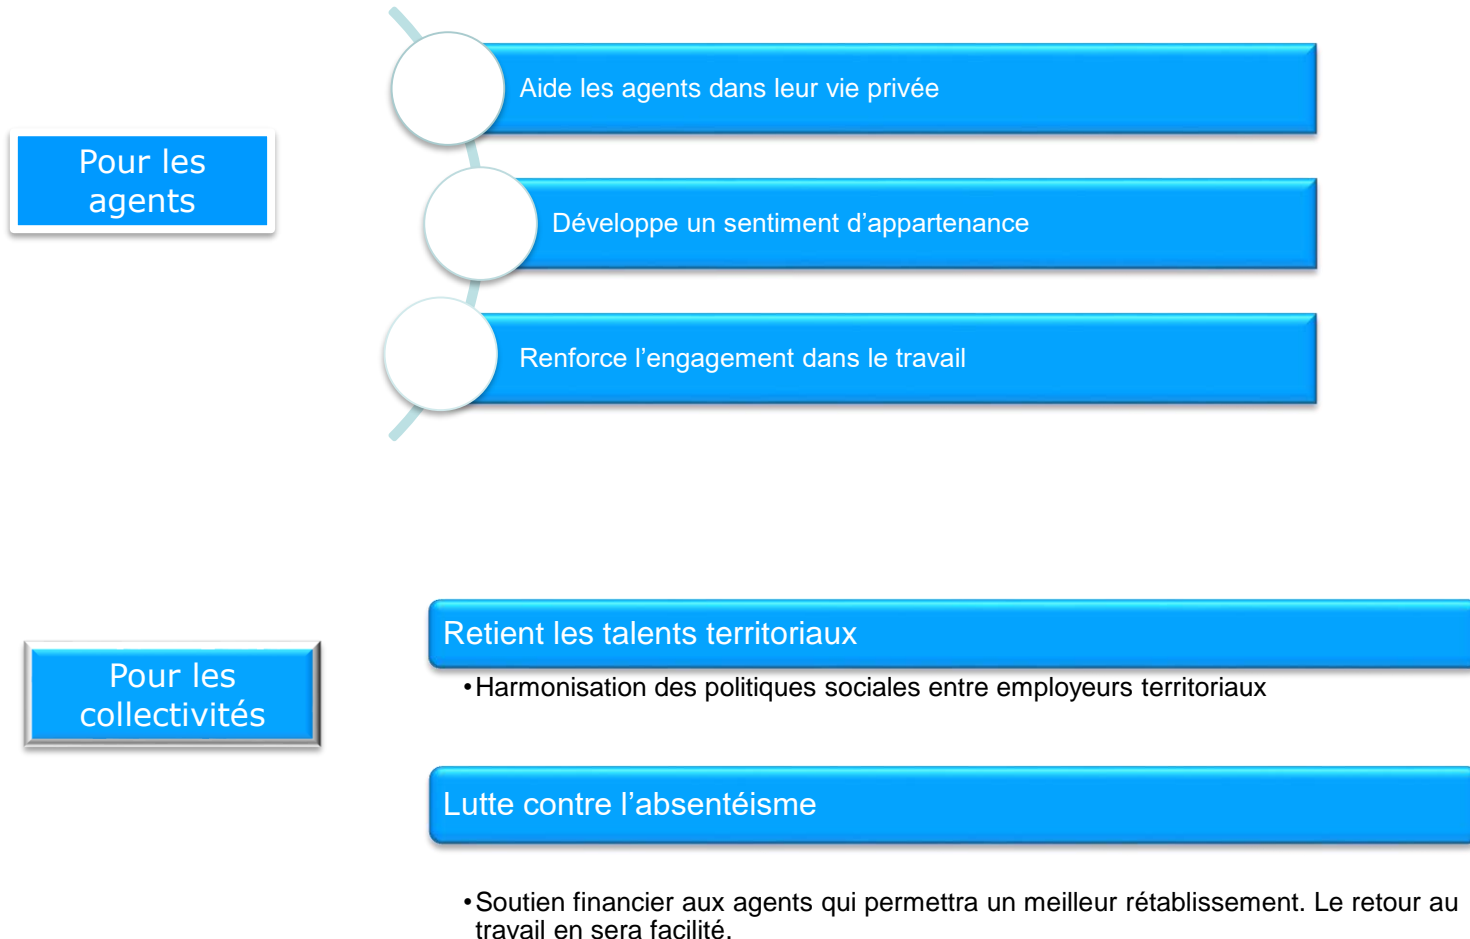 Pour les
agents
Aide les agents dans leur vie privée
Développe un sentiment d’appartenance
Renforce l’engagement dans le travail
Pour les
collectivités
Retient les talents territoriaux
•Harmonisation des politiques sociales entre employeurs territoriaux
Lutte contre l’absentéisme
•Soutien financier aux agents qui permettra un meilleur rétablissement. Le retour au
travail en sera facilité.